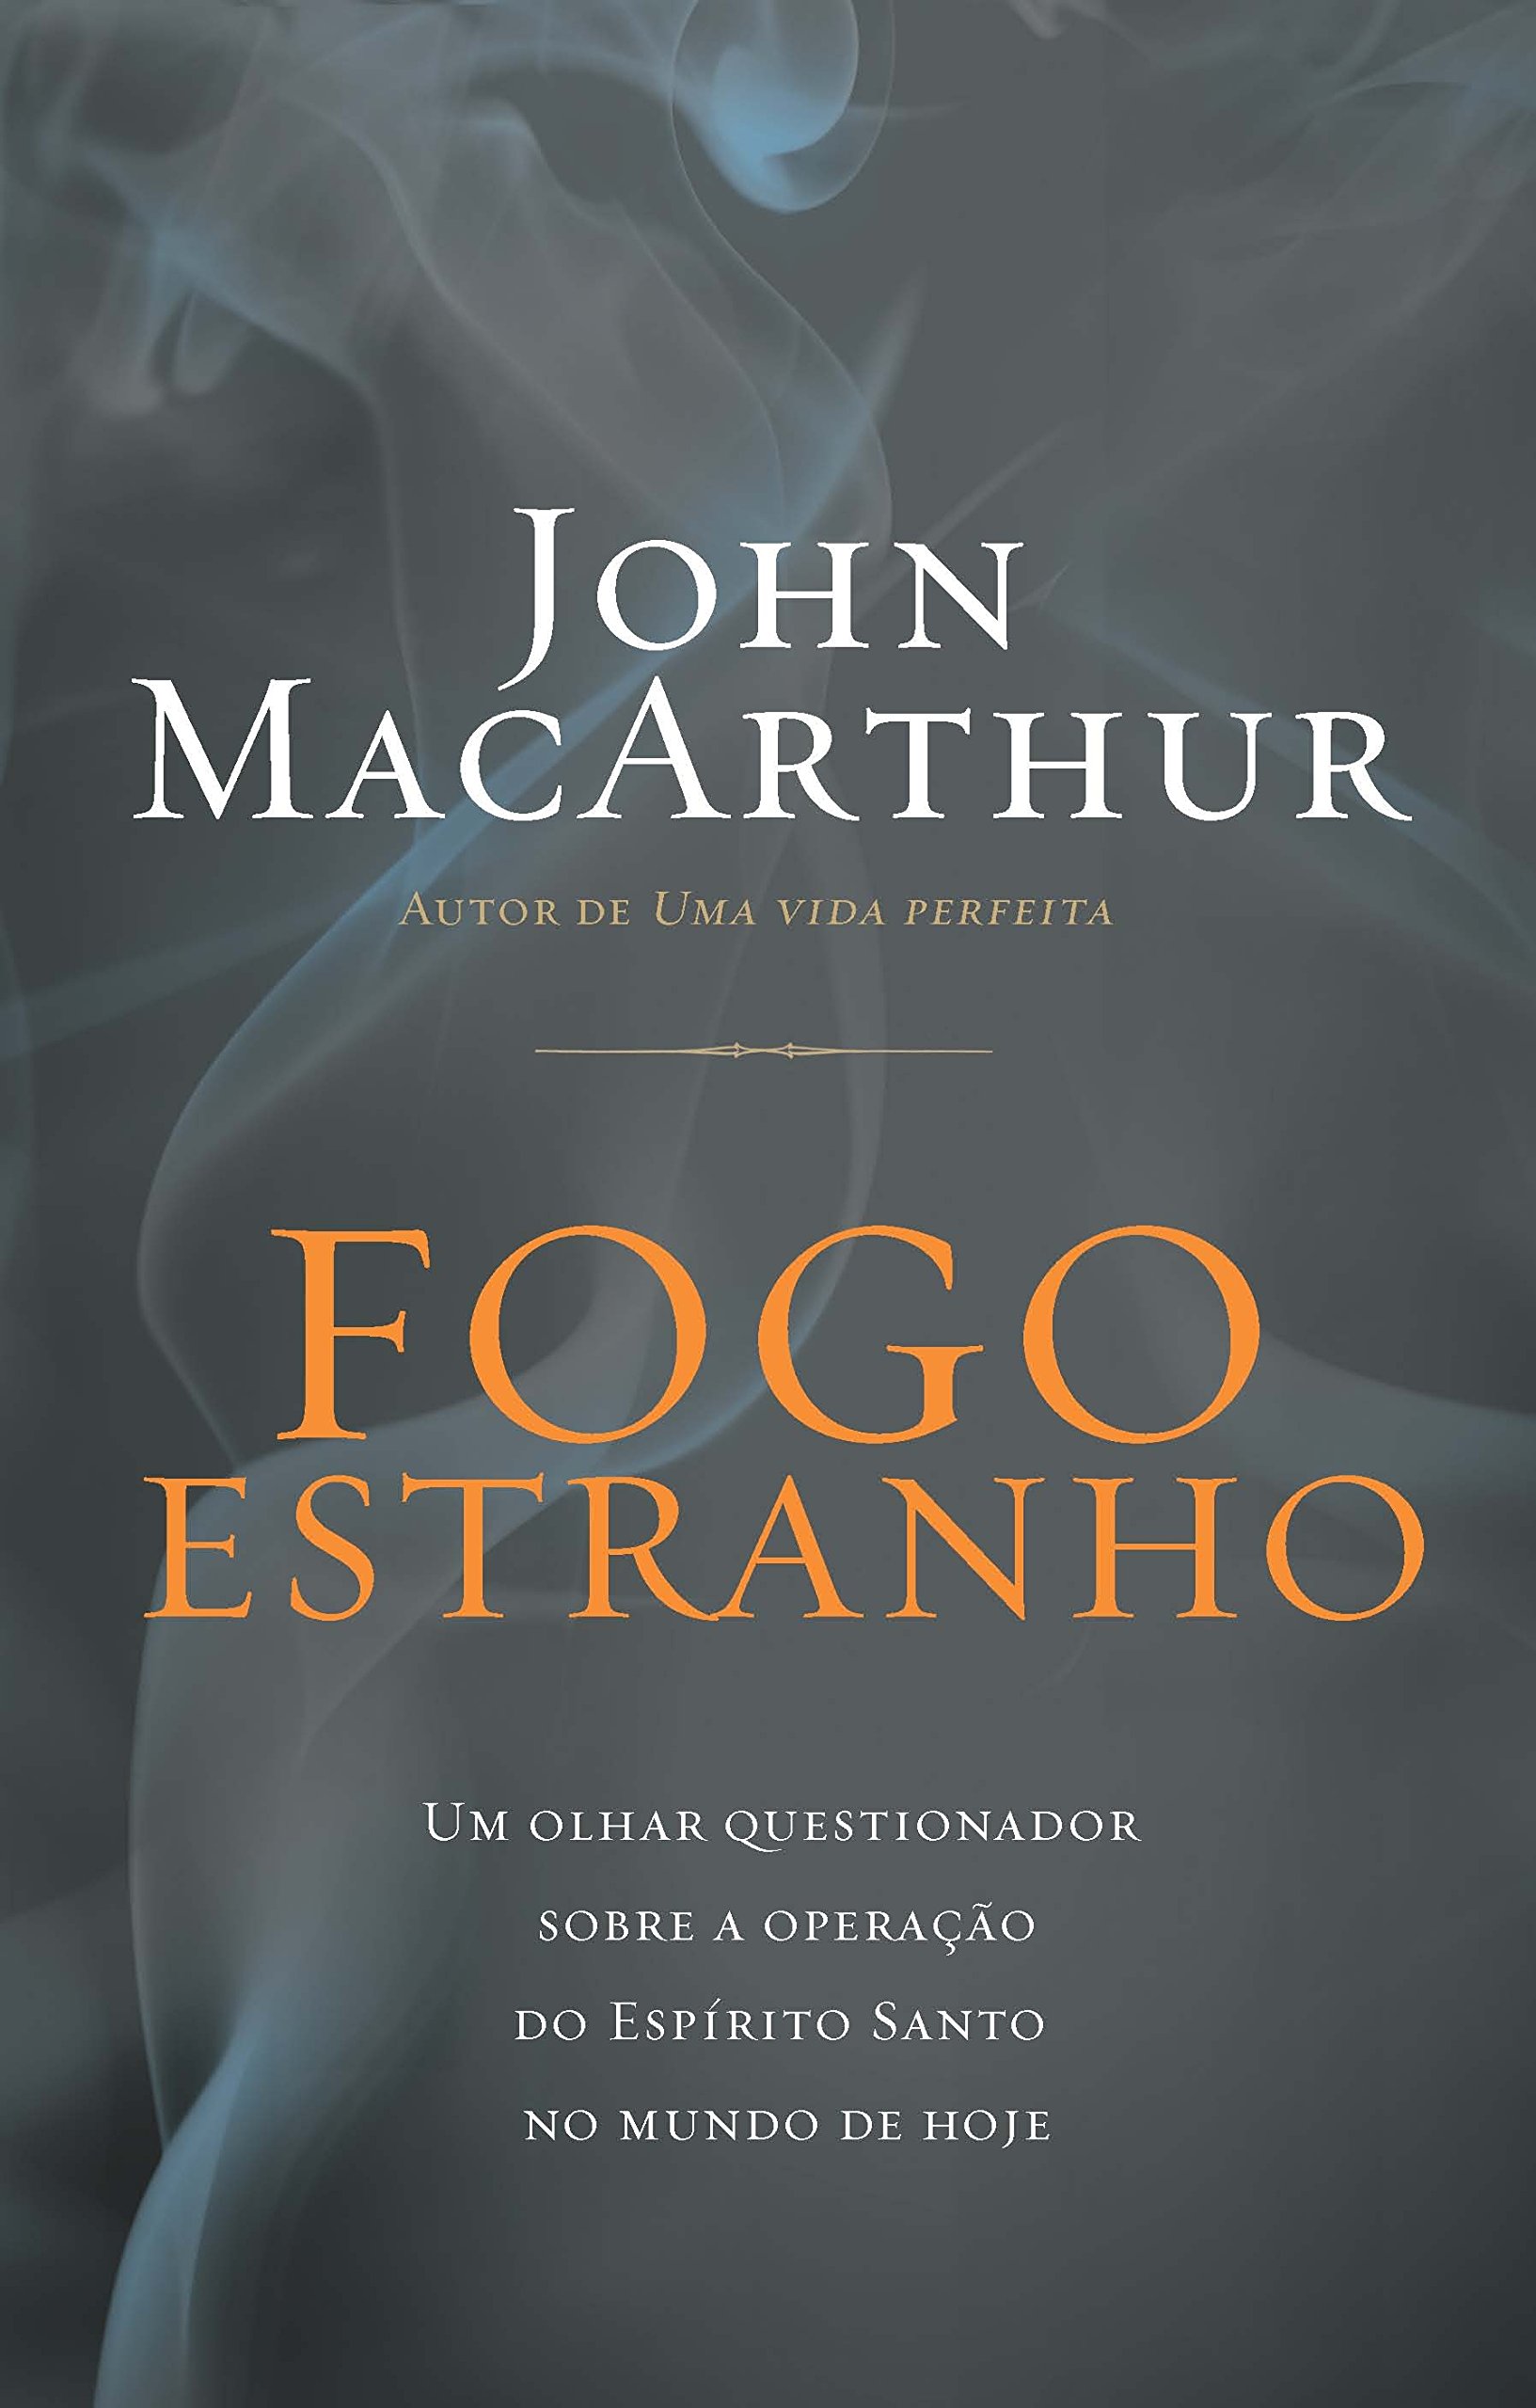 John
MacArthur
Autor de Uma vida perfeita
FOGO
ESTRANHO
Um olhar questionador
sobre a operação
do Espírito Santo
no mundo de hoje